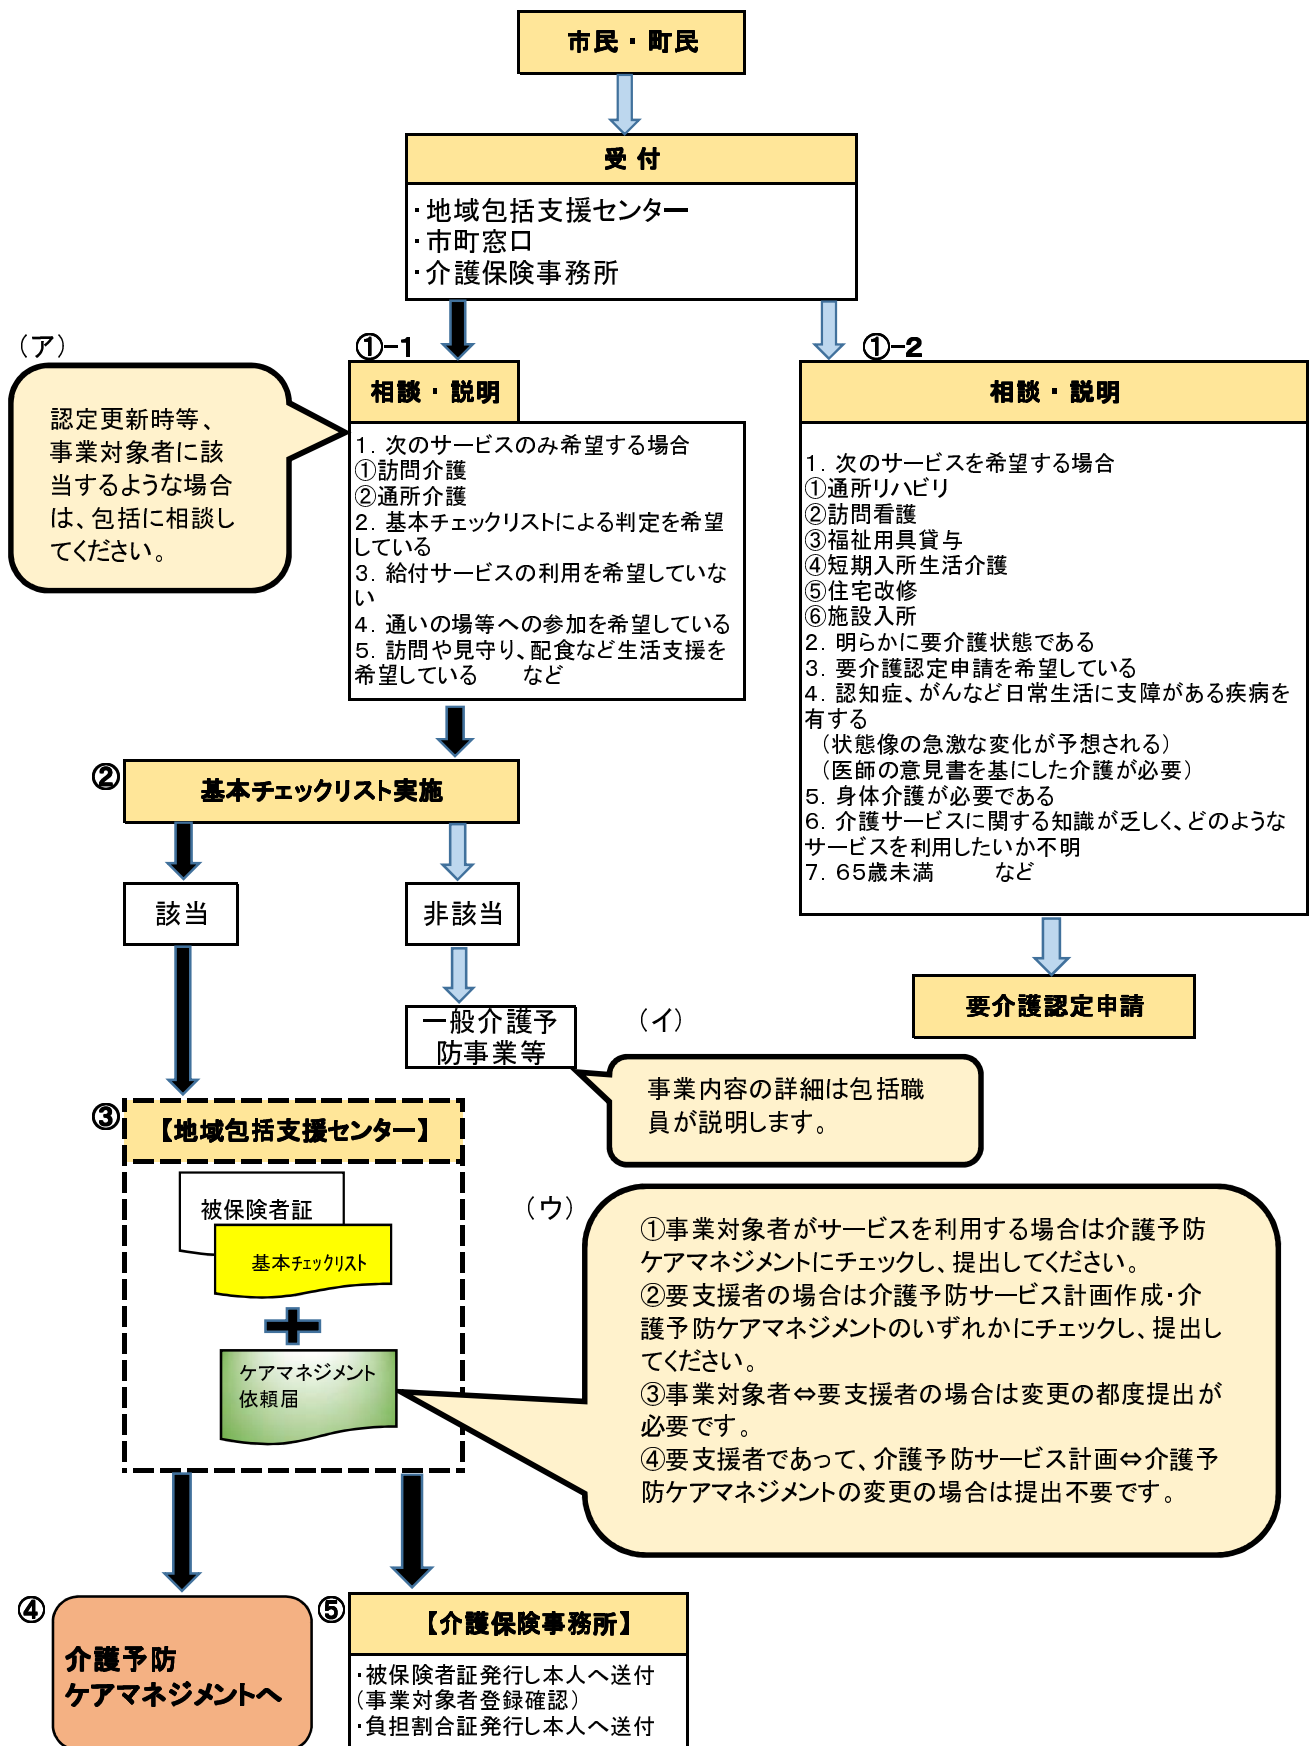 市民・町民
受 付
・地域包括支援センター
・市町窓口
・介護保険事務所
（ア）
認定更新時等、
事業対象者に該
当するような場合
は、包括に相談し
てください。
①-1
相談・説明
1．次のサービスのみ希望する場合
①訪問介護
②通所介護
2．基本チェックリストによる判定を希望
している
3．給付サービスの利用を希望していな
い
4．通いの場等への参加を希望している
5．訪問や見守り、配食など生活支援を
希望している　　など
①-2
相談・説明
1．次のサービスを希望する場合
①通所リハビリ
②訪問看護
③福祉用具貸与
④短期入所生活介護
⑤住宅改修
⑥施設入所
2．明らかに要介護状態である
3．要介護認定申請を希望している
4．認知症、がんなど日常生活に支障がある疾病を
有する
（状態像の急激な変化が予想される）
（医師の意見書を基にした介護が必要）
5．身体介護が必要である
6．介護サービスに関する知識が乏しく、どのような
サービスを利用したいか不明
7．65歳未満　　　など
②
基本チェックリスト実施
該当
非該当
一般介護予
防事業等
要介護認定申請
（イ）
事業内容の詳細は包括職
員が説明します。
③
【地域包括支援センター】
被保険者証
基本チェックリスト
ケアマネジメント
依頼届
（ウ）
①事業対象者がサービスを利用する場合は介護予防
ケアマネジメントにチェックし、提出してください。
②要支援者の場合は介護予防サービス計画作成・介
護予防ケアマネジメントのいずれかにチェックし、提出し
てください。
③事業対象者⇔要支援者の場合は変更の都度提出が
必要です。
④要支援者であって、介護予防サービス計画⇔介護予
防ケアマネジメントの変更の場合は提出不要です。
④
介護予防
ケアマネジメントへ
⑤
【介護保険事務所】
・被保険者証発行し本人へ送付
（事業対象者登録確認）
・負担割合証発行し本人へ送付